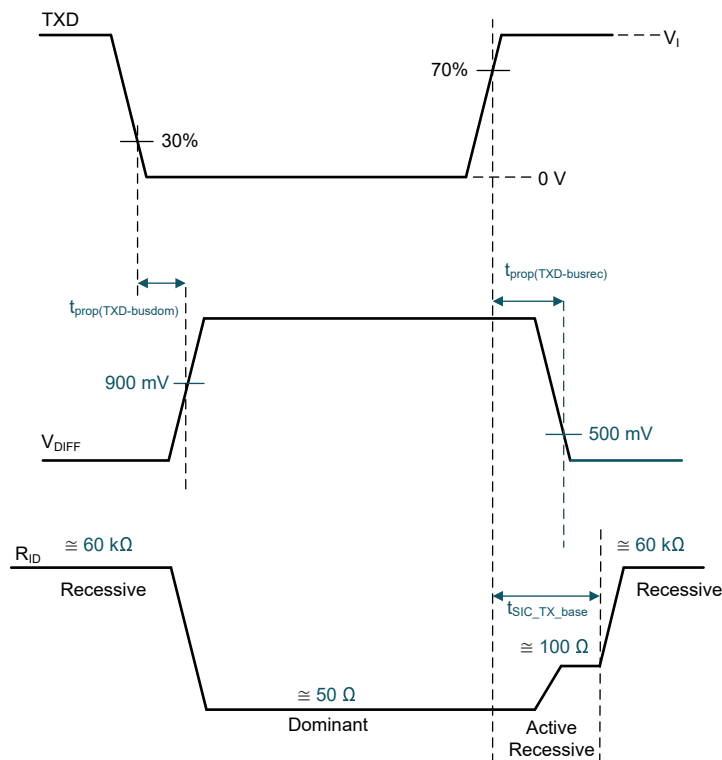 TXD
V_I
70%
30%
0 V
t_prop(TXD-busrec)
t_prop(TXD-busdom)
900 mV
500 mV
V_DIFF
R_ID
≅ 60 kΩ
≅ 60 kΩ
Recessive
Recessive
t_SIC_TX_base
≅ 100 Ω
≅ 50 Ω
Dominant
Active
Recessive